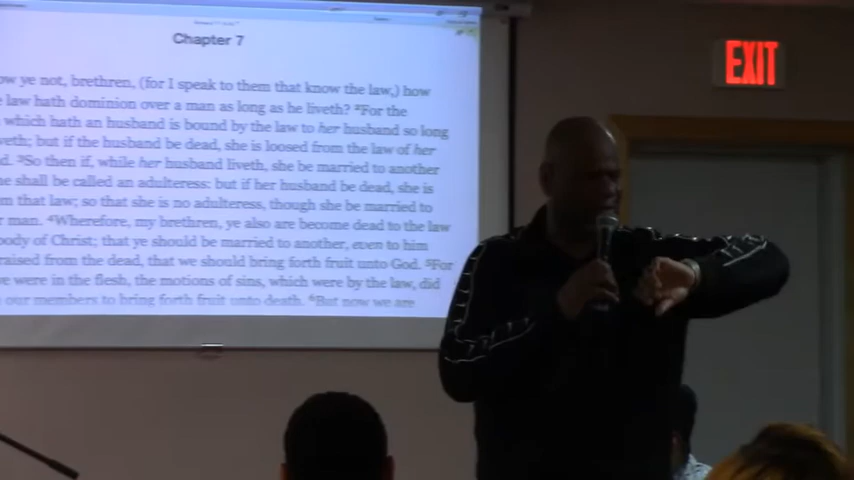 Chapter 7
ow ye not, brethren, (for I speak to them that know the law,) how
e law hath dominion over a man as long as he liveth? ²For the
which hath an husband is bound by the law to her husband so long
veth; but if the husband be dead, she is loosed from the law of her
d. ³So then if, while her husband liveth, she be married to another
he shall be called an adulteress: but if her husband be dead, she is
m that law; so that she is no adulteress, though she be married to
r man. ⁴Wherefore, my brethren, ye also are become dead to the law
body of Christ; that ye should be married to another, even to him
raised from the dead, that we should bring forth fruit unto God. ⁵For
we were in the flesh, the motions of sins, which were by the law, did
our members to bring forth fruit unto death. ⁶But now we are
EXIT